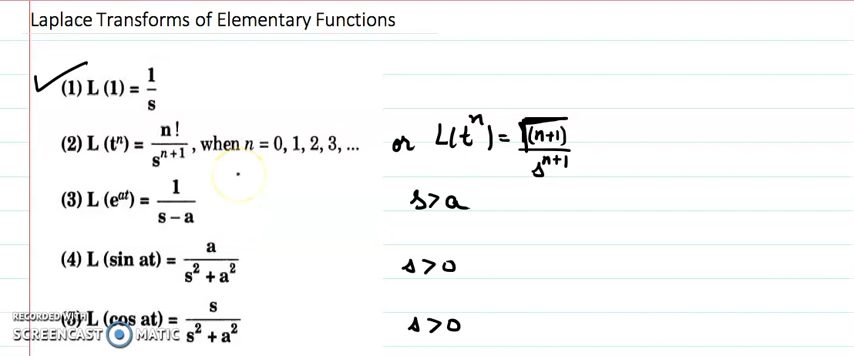 Laplace Transforms of Elementary Functions
(1) L (1) = 1/s
(2) L (tⁿ) = n!/sⁿ⁺¹, when n = 0, 1, 2, 3, ... or L(tⁿ) = Γ(n+1)/sⁿ⁺¹
(3) L (eᵃᵗ) = 1/(s – a) s>a
(4) L (sin at) = a/(s² + a²) s>0
(5) L (cos at) = s/(s² + a²) s>0
RECORDED WITH
SCREENCAST MATIC